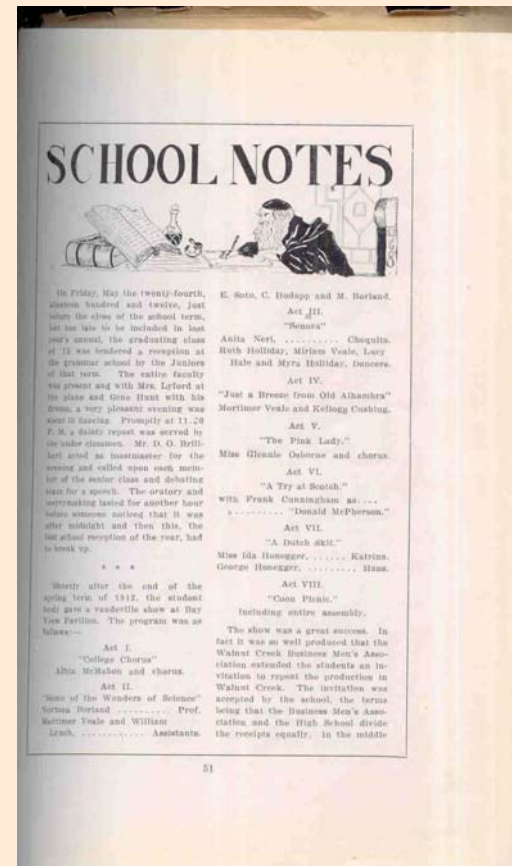 SCHOOL NOTES
On Friday, May the twenty-fourth,
nineteen hundred and twelve, just
before the close of the school term,
but too late to be included in last
year's annual, the graduating class
of '12 was tendered a reception at
the grammar school by the Juniors
of that term. The entire faculty
was present and with Mrs. Lyford at
the piano and Gene Hunt with his
drums, a very pleasant evening was
spent in dancing. Promptly at 11.20
P. M. a dainty repast was served by
the under classmen. Mr. D. O. Brilli-
hart acted as toastmaster for the
evening and called upon each mem-
ber of the senior class and debating
team for a speech. The oratory and
merrymaking lasted for another hour
before someone noticed that it was
after midnight and then this, the
last school reception of the year, had
to break up.
* * *
Shortly after the end of the
spring term of 1912, the student
body gave a vaudeville show at Bay
View Pavilion. The program was as
follows:—
Act I.
"College Chorus"
McMahon and chorus.
Act II.
"Some of the Wonders of Science"
Borland .......... Prof.
Mortimer Veale and William
Lynch, ............ Assistants.
E. Soto, C. Hodapp and M. Borland.
Act III.
"Senora"
Anita Neri, .......... Chequita.
Ruth Holliday, Miriam Veale, Lucy
Hale and Myra Holliday, Dancers.
Act IV.
"Just a Breeze from Old Alhambra"
Mortimer Veale and Kellogg Cushing.
Act V.
"The Pink Lady."
Miss Glennie Osborne and chorus.
Act VI.
"A Try at Scotch."
with Frank Cunningham as....
.......... "Donald McPherson."
Act VII.
"A Dutch Skit."
Miss Ida Honegger, ...... Katrina.
George Honegger, ......... Hans.
Act VIII.
"Coon Picnic."
Including entire assembly.
The show was a great success. In
fact it was so well produced that the
Walnut Creek Business Men's Asso-
ciation extended the students an in-
vitation to repeat the production in
Walnut Creek. The invitation was
accepted by the school, the terms
being that the Business Men's Asso-
ciation and the High School divide
the receipts equally. In the middle
51